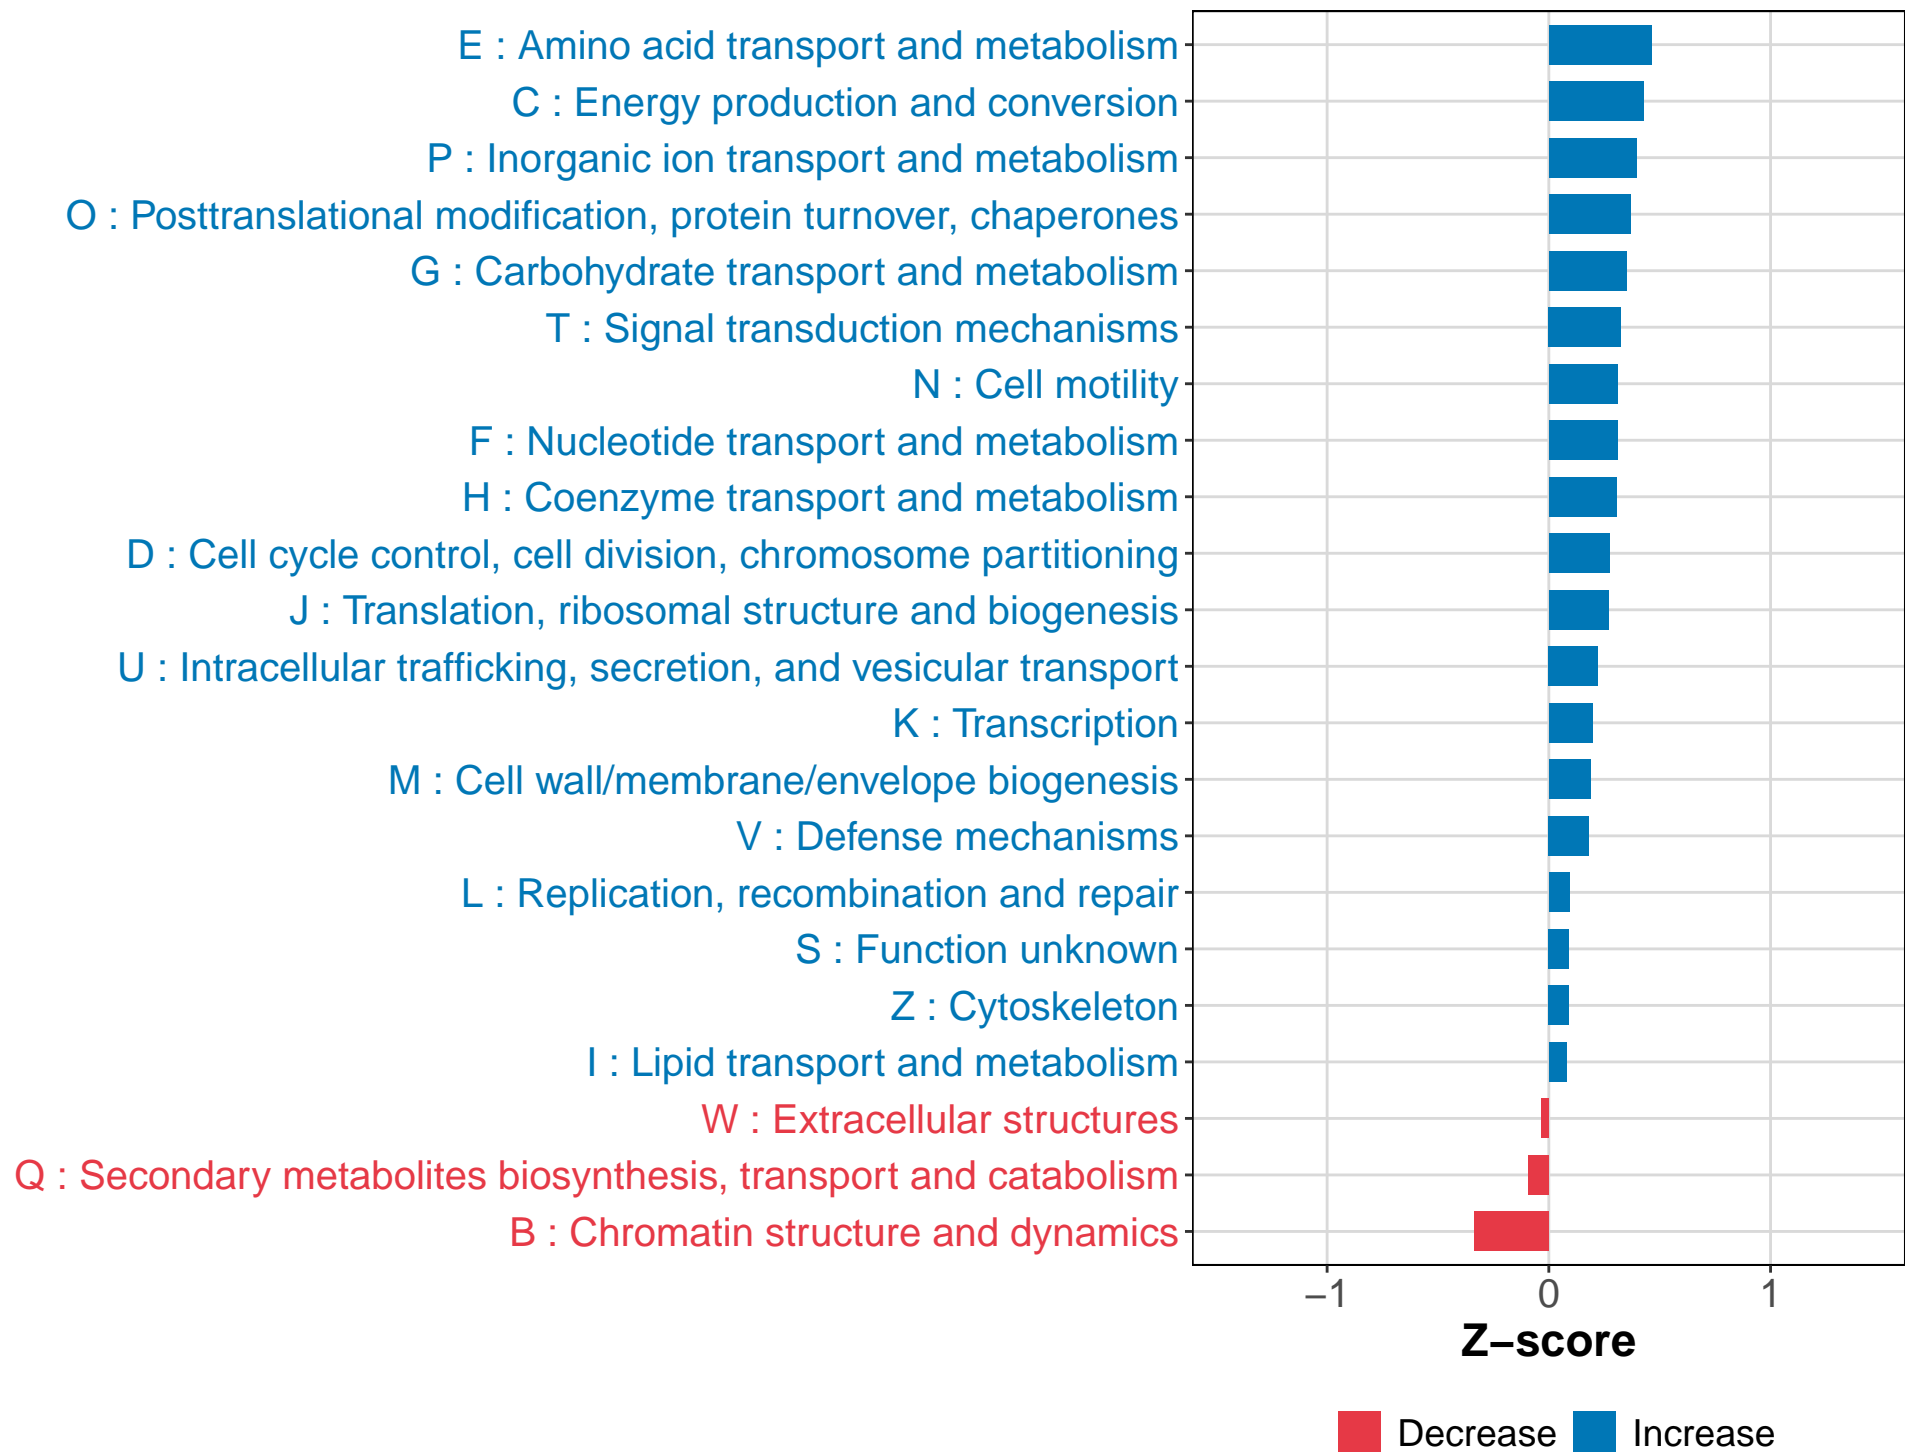 E : Amino acid transport and metabolism
C : Energy production and conversion
P : Inorganic ion transport and metabolism
O : Posttranslational modification, protein turnover, chaperones
G : Carbohydrate transport and metabolism
T : Signal transduction mechanisms
N : Cell motility
F : Nucleotide transport and metabolism
H : Coenzyme transport and metabolism
D : Cell cycle control, cell division, chromosome partitioning
J : Translation, ribosomal structure and biogenesis
U : Intracellular trafficking, secretion, and vesicular transport
K : Transcription
M : Cell wall/membrane/envelope biogenesis
V : Defense mechanisms
L : Replication, recombination and repair
S : Function unknown
Z : Cytoskeleton
I : Lipid transport and metabolism
W : Extracellular structures
Q : Secondary metabolites biosynthesis, transport and catabolism
B : Chromatin structure and dynamics
−1 0 1
Z−score
Decrease Increase